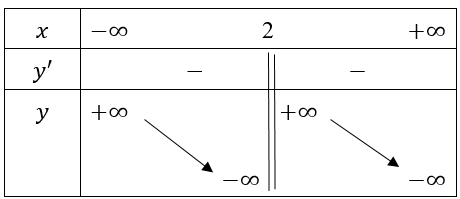 x −∞ 2 +∞
y′ − −
y +∞ +∞
−∞ −∞